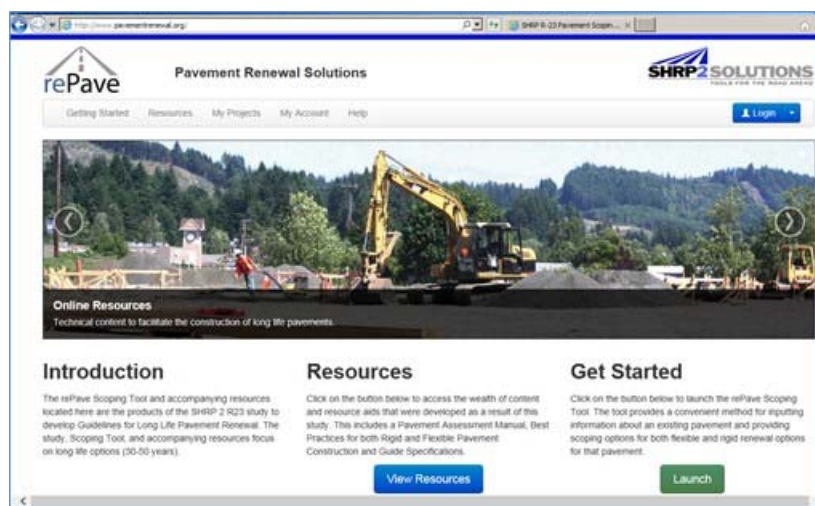 http://www.pavementrenewal.org/
SHRP R-23 Pavement Scopin...
rePave
Pavement Renewal Solutions
SHRP2 SOLUTIONS
TOOLS FOR THE ROAD AHEAD
Getting Started Resources My Projects My Account Help
Login
Online Resources
Technical content to facilitate the construction of long life pavements.
Introduction
The rePave Scoping Tool and accompanying resources
located here are the products of the SHRP 2 R23 study to
develop Guidelines for Long Life Pavement Renewal. The
study, Scoping Tool, and accompanying resources focus
on long life options (30-50 years).
Resources
Click on the button below to access the wealth of content
and resource aids that were developed as a result of this
study. This includes a Pavement Assessment Manual, Best
Practices for both Rigid and Flexible Pavement
Construction and Guide Specifications.
View Resources
Get Started
Click on the button below to launch the rePave Scoping
Tool. The tool provides a convenient method for inputting
information about an existing pavement and providing
scoping options for both flexible and rigid renewal options
for that pavement.
Launch